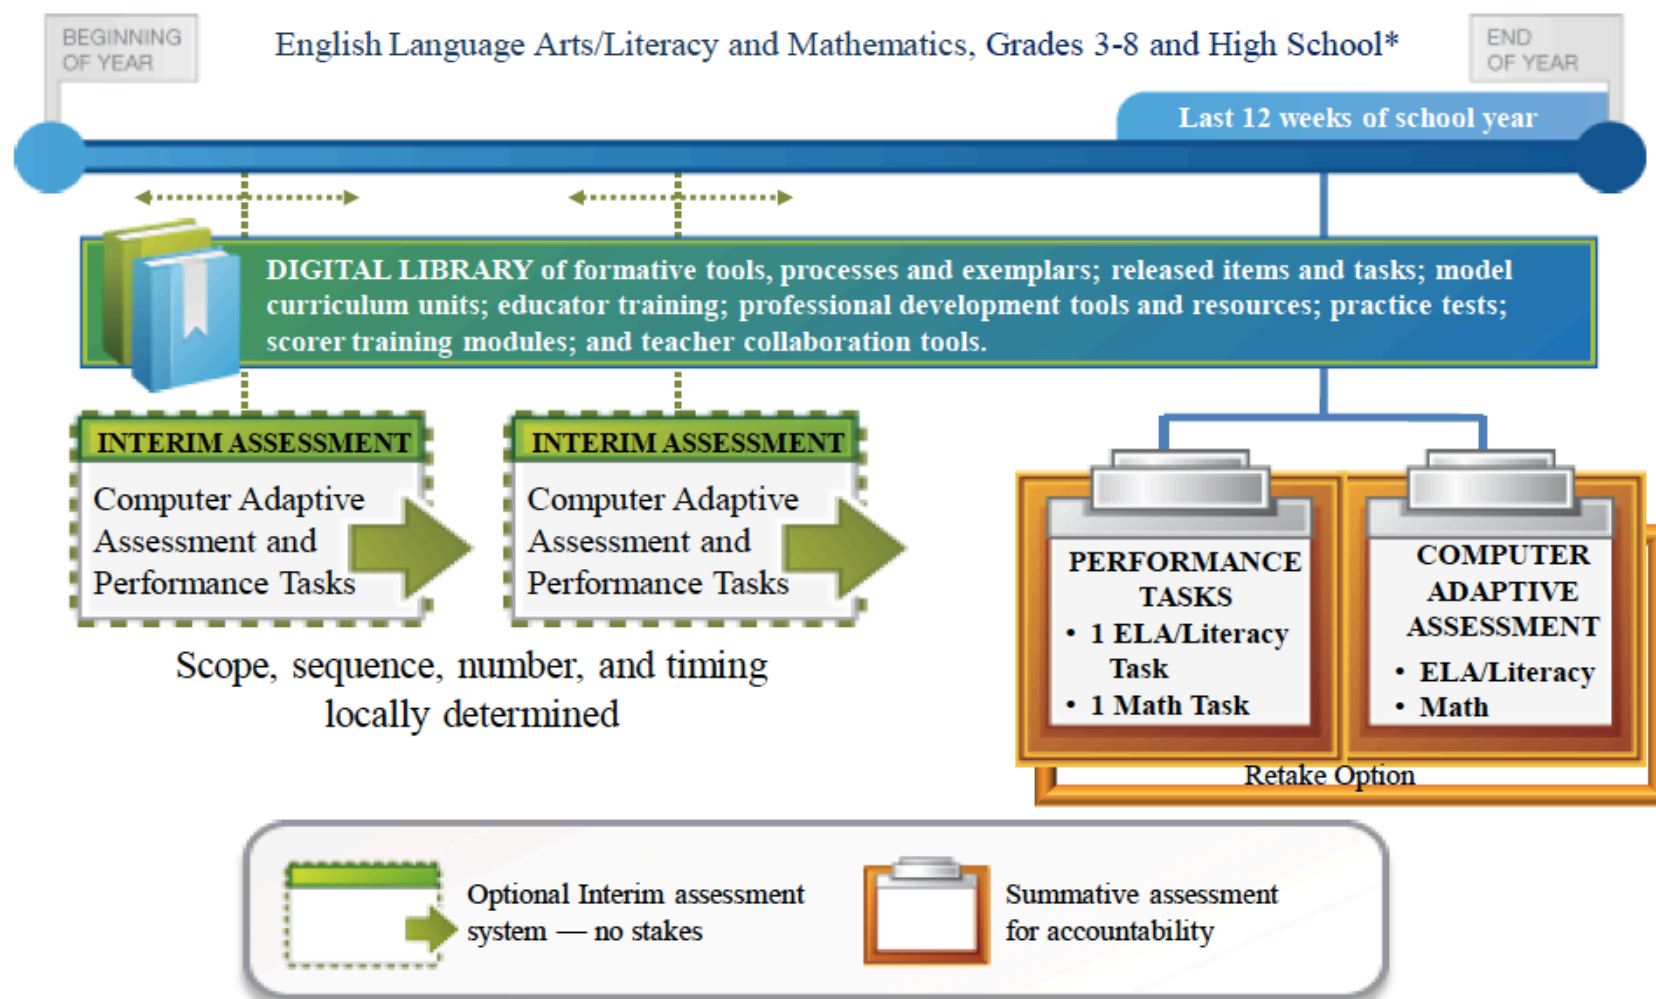 BEGINNING
OF YEAR
English Language Arts/Literacy and Mathematics, Grades 3-8 and High School*
END
OF YEAR
Last 12 weeks of school year
DIGITAL LIBRARY of formative tools, processes and exemplars; released items and tasks; model
curriculum units; educator training; professional development tools and resources; practice tests;
scorer training modules; and teacher collaboration tools.
INTERIM ASSESSMENT
Computer Adaptive
Assessment and
Performance Tasks
INTERIM ASSESSMENT
Computer Adaptive
Assessment and
Performance Tasks
Scope, sequence, number, and timing
locally determined
PERFORMANCE
TASKS
• 1 ELA/Literacy
Task
• 1 Math Task
COMPUTER
ADAPTIVE
ASSESSMENT
• ELA/Literacy
• Math
Retake Option
Optional Interim assessment
system — no stakes
Summative assessment
for accountability